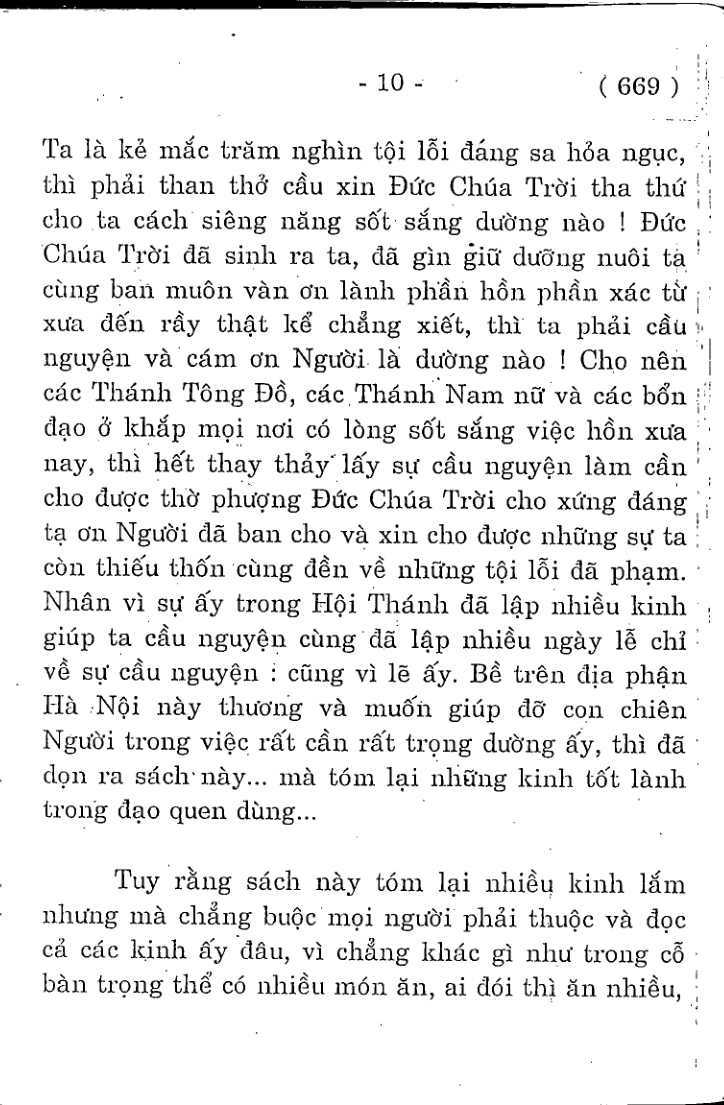 - 10 -
( 669 )
Ta là kẻ mắc trăm nghìn tội lỗi đáng sa hỏa ngục,
thì phải than thở cầu xin Đức Chúa Trời tha thứ
cho ta cách siêng năng sốt sắng dường nào ! Đức
Chúa Trời đã sinh ra ta, đã gìn giữ dưỡng nuôi ta
cùng ban muôn vàn ơn lành phần hồn phần xác từ
xưa đến rầy thật kể chẳng xiết, thì ta phải cầu
nguyện và cám ơn Người là dường nào ! Cho nên
các Thánh Tông Đồ, các Thánh Nam nữ và các bổn
đạo ở khắp mọi nơi có lòng sốt sắng việc hồn xưa
nay, thì hết thay thảy lấy sự cầu nguyện làm cần
cho được thờ phượng Đức Chúa Trời cho xứng đáng
tạ ơn Người đã ban cho và xin cho được những sự ta
còn thiếu thốn cùng đền về những tội lỗi đã phạm.
Nhân vì sự ấy trong Hội Thánh đã lập nhiều kinh
giúp ta cầu nguyện cùng đã lập nhiều ngày lễ chỉ
về sự cầu nguyện : cũng vì lẽ ấy. Bề trên địa phận
Hà Nội này thương và muốn giúp đỡ con chiên
Người trong việc rất cần rất trọng dường ấy, thì đã
dọn ra sách này... mà tóm lại những kinh tốt lành
trong đạo quen dùng...
Tuy rằng sách này tóm lại nhiều kinh lắm
nhưng mà chẳng buộc mọi người phải thuộc và đọc
cả các kinh ấy đâu, vì chẳng khác gì như trong cỗ
bàn trọng thể có nhiều món ăn, ai đói thì ăn nhiều,